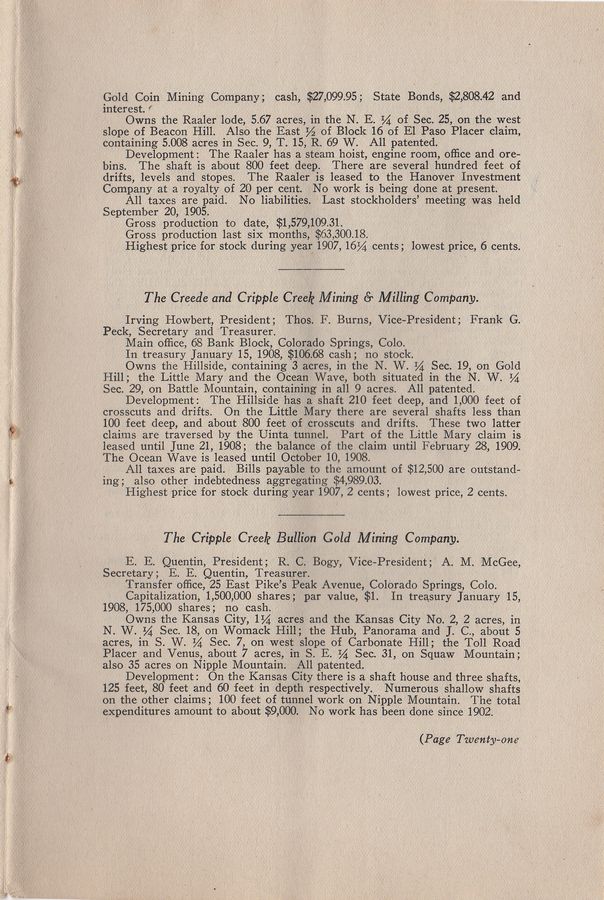 Gold Coin Mining Company; cash, $27,099.95; State Bonds, $2,808.42 and
interest.
Owns the Raaler lode, 5.67 acres, in the N. E. ¼ of Sec. 25, on the west
slope of Beacon Hill. Also the East ½ of Block 16 of El Paso Placer claim,
containing 5.008 acres in Sec. 9, T. 15, R. 69 W. All patented.
Development: The Raaler has a steam hoist, engine room, office and ore-
bins. The shaft is about 800 feet deep. There are several hundred feet of
drifts, levels and stopes. The Raaler is leased to the Hanover Investment
Company at a royalty of 20 per cent. No work is being done at present.
All taxes are paid. No liabilities. Last stockholders' meeting was held
September 20, 1905.
Gross production to date, $1,579,109.31.
Gross production last six months, $63,300.18.
Highest price for stock during year 1907, 16¼ cents; lowest price, 6 cents.
The Creede and Cripple Creek Mining & Milling Company.
Irving Howbert, President; Thos. F. Burns, Vice-President; Frank G.
Peck, Secretary and Treasurer.
Main office, 68 Bank Block, Colorado Springs, Colo.
In treasury January 15, 1908, $106.68 cash; no stock.
Owns the Hillside, containing 3 acres, in the N. W. ¼ Sec. 19, on Gold
Hill; the Little Mary and the Ocean Wave, both situated in the N. W. ¼
Sec. 29, on Battle Mountain, containing in all 9 acres. All patented.
Development: The Hillside has a shaft 210 feet deep, and 1,000 feet of
crosscuts and drifts. On the Little Mary there are several shafts less than
100 feet deep, and about 800 feet of crosscuts and drifts. These two latter
claims are traversed by the Uinta tunnel. Part of the Little Mary claim is
leased until June 21, 1908; the balance of the claim until February 28, 1909.
The Ocean Wave is leased until October 10, 1908.
All taxes are paid. Bills payable to the amount of $12,500 are outstand-
ing; also other indebtedness aggregating $4,989.03.
Highest price for stock during year 1907, 2 cents; lowest price, 2 cents.
The Cripple Creek Bullion Gold Mining Company.
E. E. Quentin, President; R. C. Bogy, Vice-President; A. M. McGee,
Secretary; E. E. Quentin, Treasurer.
Transfer office, 25 East Pike's Peak Avenue, Colorado Springs, Colo.
Capitalization, 1,500,000 shares; par value, $1. In treasury January 15,
1908, 175,000 shares; no cash.
Owns the Kansas City, 1¼ acres and the Kansas City No. 2, 2 acres, in
N. W. ¼ Sec. 18, on Womack Hill; the Hub, Panorama and J. C., about 5
acres, in S. W. ¼ Sec. 7, on west slope of Carbonate Hill; the Toll Road
Placer and Venus, about 7 acres, in S. E. ¼ Sec. 31, on Squaw Mountain;
also 35 acres on Nipple Mountain. All patented.
Development: On the Kansas City there is a shaft house and three shafts,
125 feet, 80 feet and 60 feet in depth respectively. Numerous shallow shafts
on the other claims; 100 feet of tunnel work on Nipple Mountain. The total
expenditures amount to about $9,000. No work has been done since 1902.
(Page Twenty-one